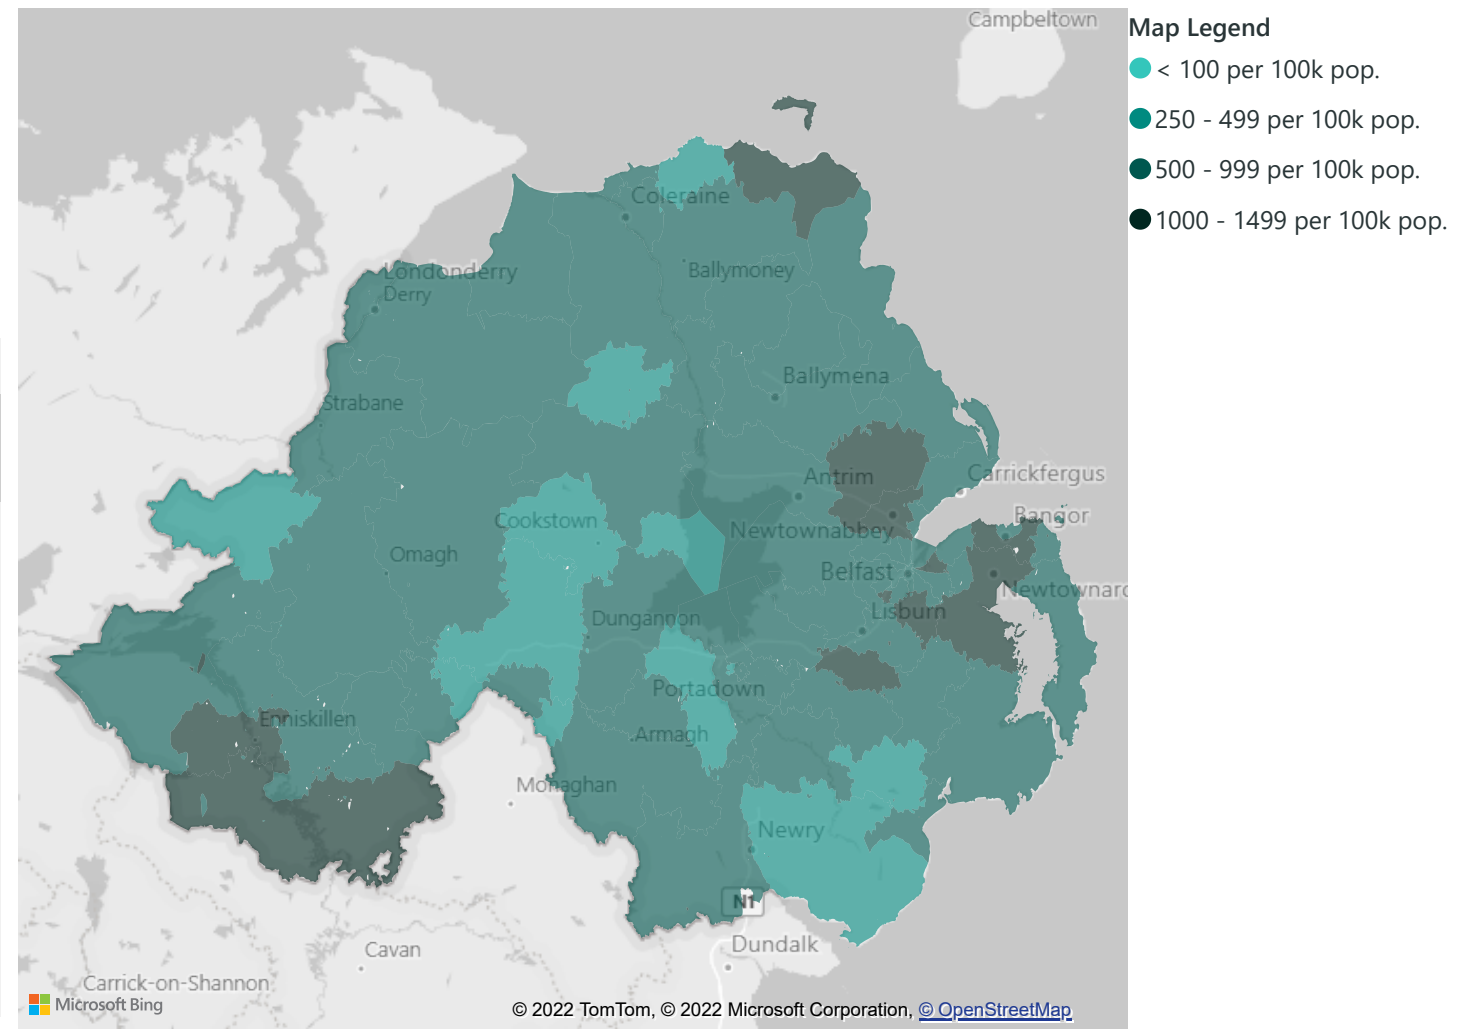 Campbeltown
Map Legend
< 100 per 100k pop.
250 - 499 per 100k pop.
500 - 999 per 100k pop.
1000 - 1499 per 100k pop.
Coleraine
Londonderry
Derry
Ballymoney
Ballymena
Strabane
Antrim
Carrickfergus
Cookstown
Bangor
Newtownabbey
Omagh
Belfast
Newtownarc
Lisburn
Dungannon
Portadown
Enniskillen
.Armagh
Monaghan
Newry
N1
Dundalk
Cavan
Carrick-on-Shannon
Microsoft Bing
© 2022 TomTom, © 2022 Microsoft Corporation, © OpenStreetMap